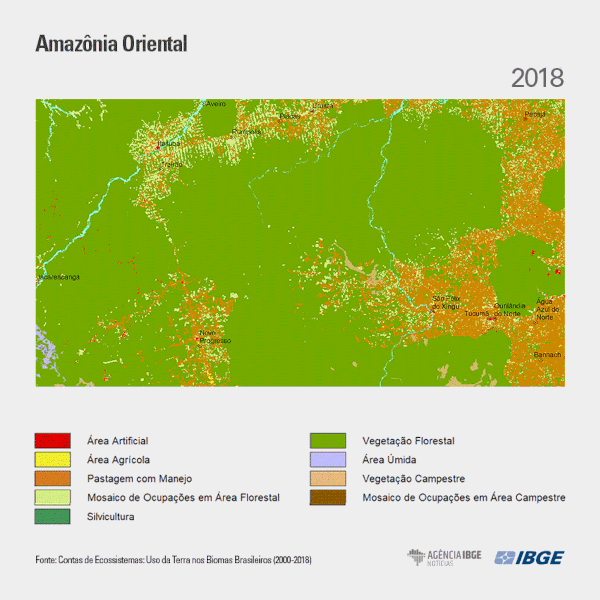 Amazônia Oriental
2018
Aveiro
Rurópolis
Placas
Uruará
Itaituba
Trairão
Pacajá
Jacareacanga
Novo
Progresso
São Félix
do Xingu
Tucumã
Ourilândia
do Norte
Água
Azul do
Norte
Bannach
Área Artificial
Área Agrícola
Pastagem com Manejo
Mosaico de Ocupações em Área Florestal
Silvicultura
Vegetação Florestal
Área Úmida
Vegetação Campestre
Mosaico de Ocupações em Área Campestre
Fonte: Contas de Ecossistemas: Uso da Terra nos Biomas Brasileiros (2000-2018)
AGÊNCIA IBGE
NOTÍCIAS
IBGE